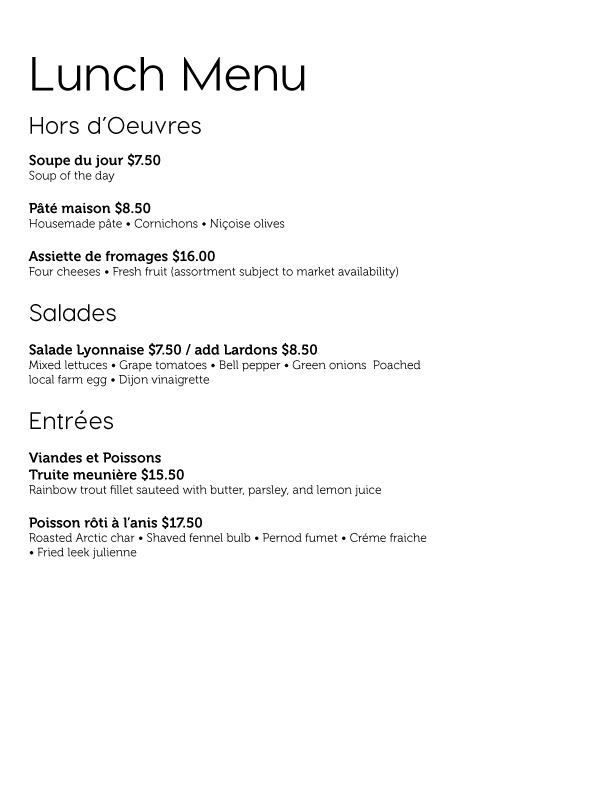 Lunch Menu
Hors d’Oeuvres
Soupe du jour $7.50
Soup of the day
Pâté maison $8.50
Housemade pâte • Cornichons • Niçoise olives
Assiette de fromages $16.00
Four cheeses • Fresh fruit (assortment subject to market availability)
Salades
Salade Lyonnaise $7.50 / add Lardons $8.50
Mixed lettuces • Grape tomatoes • Bell pepper • Green onions  Poached
local farm egg • Dijon vinaigrette
Entrées
Viandes et Poissons
Truite meunière $15.50
Rainbow trout fillet sauteed with butter, parsley, and lemon juice
Poisson rôti à l’anis $17.50
Roasted Arctic char • Shaved fennel bulb • Pernod fumet • Créme fraiche
• Fried leek julienne